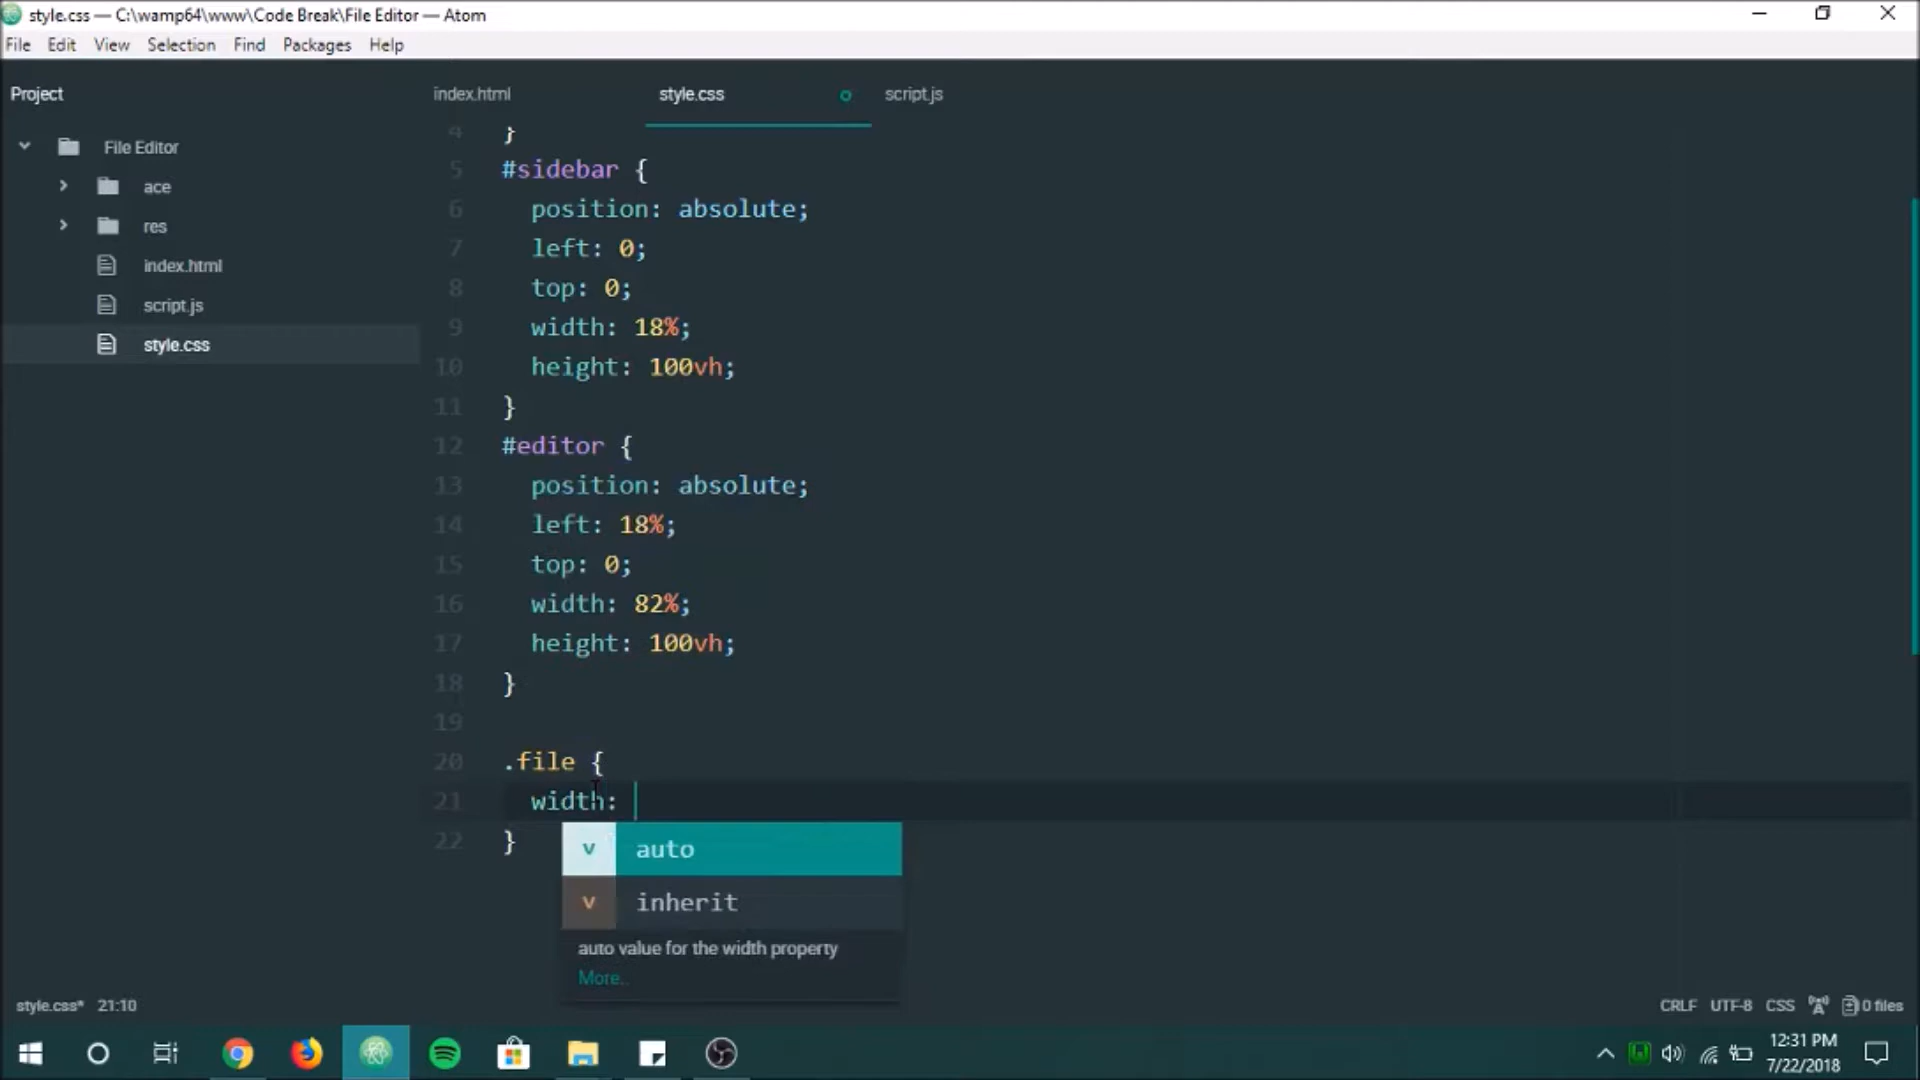 style.css — C:\wamp64\www\Code Break\File Editor — Atom
File Edit View Selection Find Packages Help
Project
index.html style.css script.js
File Editor
ace
res
index.html
script.js
style.css
4 }
5 #sidebar {
6 position: absolute;
7 left: 0;
8 top: 0;
9 width: 18%;
10 height: 100vh;
11 }
12 #editor {
13 position: absolute;
14 left: 18%;
15 top: 0;
16 width: 82%;
17 height: 100vh;
18 }
19
20 .file {
21 width:
22 }
v auto
v inherit
auto value for the width property
More..
style.css* 21:10
CRLF UTF-8 CSS 0 files
12:31 PM
7/22/2018